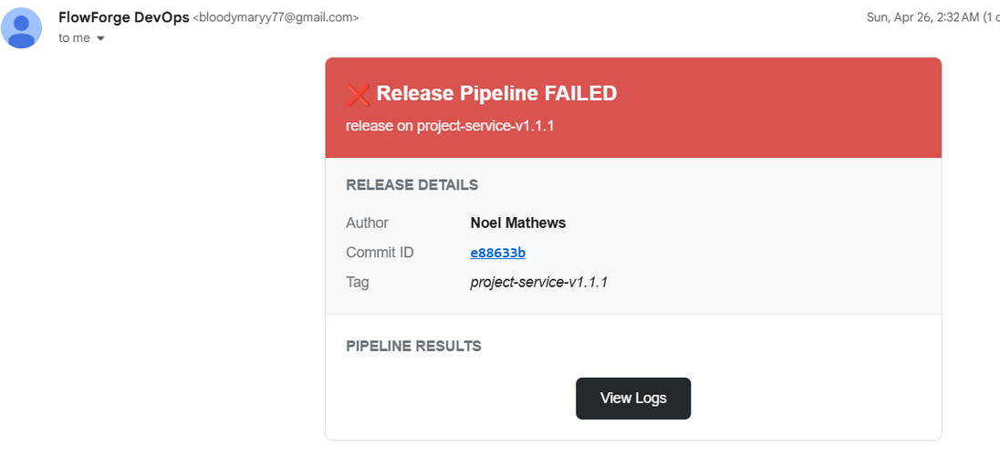 FlowForge DevOps <bloodymaryy77@gmail.com>
Sun, Apr 26, 2:32 AM (1
to me
❌ Release Pipeline FAILED
release on project-service-v1.1.1
RELEASE DETAILS
Author Noel Mathews
Commit ID e88633b
Tag project-service-v1.1.1
PIPELINE RESULTS
View Logs